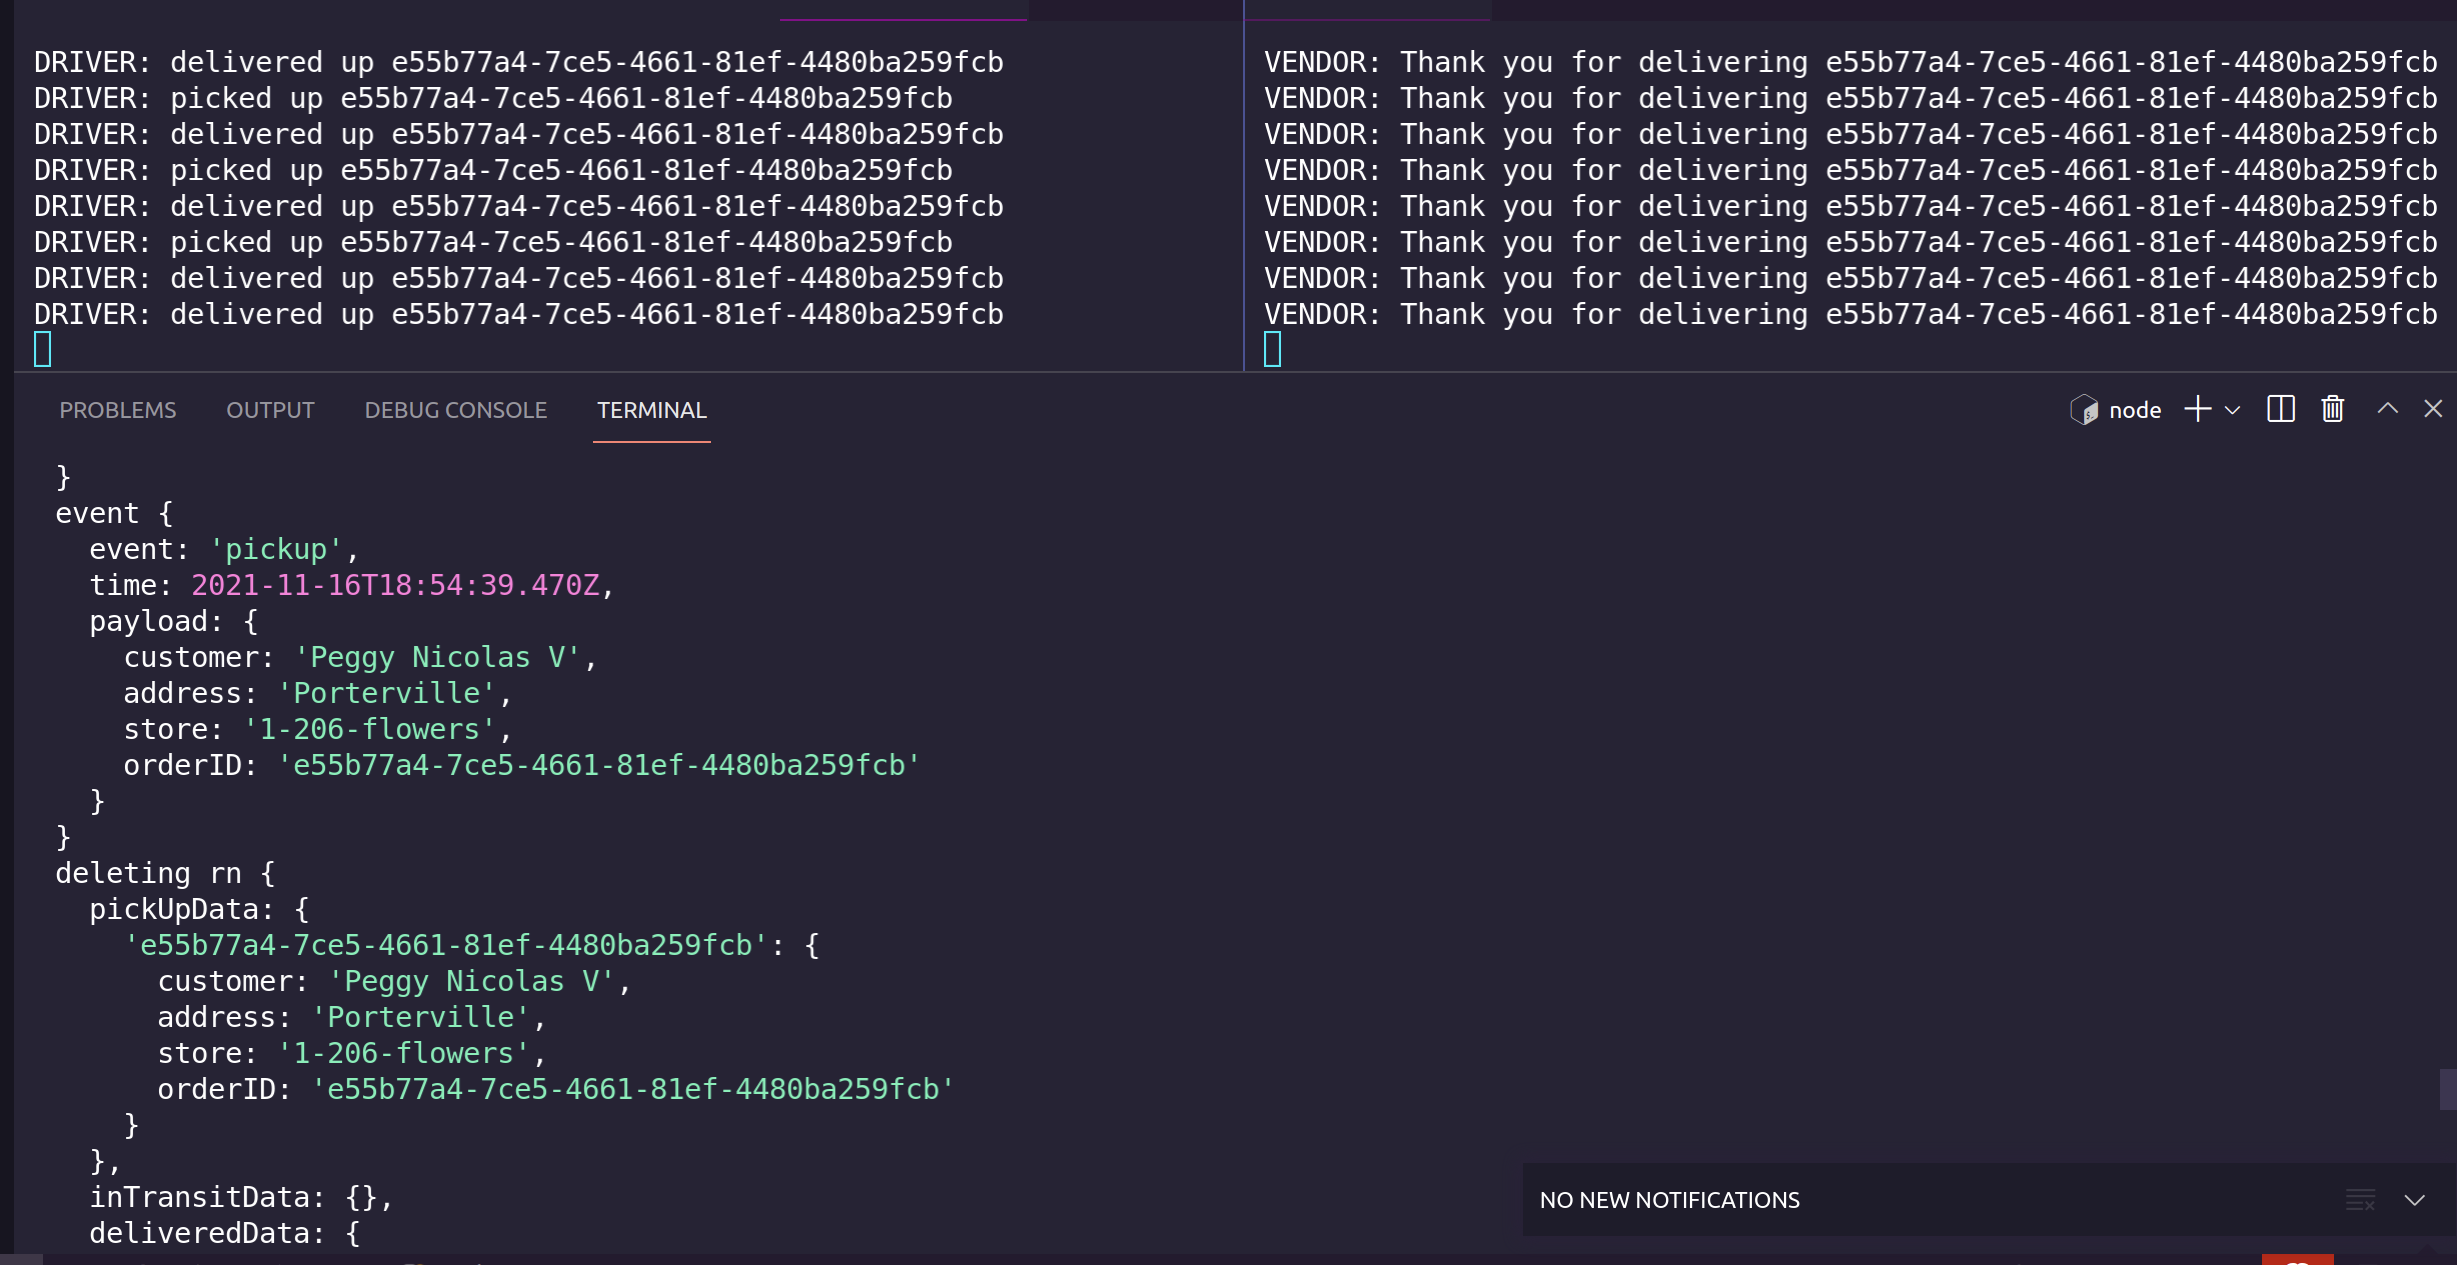 DRIVER: delivered up e55b77a4-7ce5-4661-81ef-4480ba259fcb
DRIVER: picked up e55b77a4-7ce5-4661-81ef-4480ba259fcb
DRIVER: delivered up e55b77a4-7ce5-4661-81ef-4480ba259fcb
DRIVER: picked up e55b77a4-7ce5-4661-81ef-4480ba259fcb
DRIVER: delivered up e55b77a4-7ce5-4661-81ef-4480ba259fcb
DRIVER: picked up e55b77a4-7ce5-4661-81ef-4480ba259fcb
DRIVER: delivered up e55b77a4-7ce5-4661-81ef-4480ba259fcb
DRIVER: delivered up e55b77a4-7ce5-4661-81ef-4480ba259fcb
VENDOR: Thank you for delivering e55b77a4-7ce5-4661-81ef-4480ba259fcb
VENDOR: Thank you for delivering e55b77a4-7ce5-4661-81ef-4480ba259fcb
VENDOR: Thank you for delivering e55b77a4-7ce5-4661-81ef-4480ba259fcb
VENDOR: Thank you for delivering e55b77a4-7ce5-4661-81ef-4480ba259fcb
VENDOR: Thank you for delivering e55b77a4-7ce5-4661-81ef-4480ba259fcb
VENDOR: Thank you for delivering e55b77a4-7ce5-4661-81ef-4480ba259fcb
VENDOR: Thank you for delivering e55b77a4-7ce5-4661-81ef-4480ba259fcb
VENDOR: Thank you for delivering e55b77a4-7ce5-4661-81ef-4480ba259fcb
PROBLEMS OUTPUT DEBUG CONSOLE TERMINAL node
}
event {
  event: 'pickup',
  time: 2021-11-16T18:54:39.470Z,
  payload: {
    customer: 'Peggy Nicolas V',
    address: 'Porterville',
    store: '1-206-flowers',
    orderID: 'e55b77a4-7ce5-4661-81ef-4480ba259fcb'
  }
}
deleting rn {
  pickUpData: {
    'e55b77a4-7ce5-4661-81ef-4480ba259fcb': {
      customer: 'Peggy Nicolas V',
      address: 'Porterville',
      store: '1-206-flowers',
      orderID: 'e55b77a4-7ce5-4661-81ef-4480ba259fcb'
    }
  },
  inTransitData: {},
  deliveredData: {
NO NEW NOTIFICATIONS